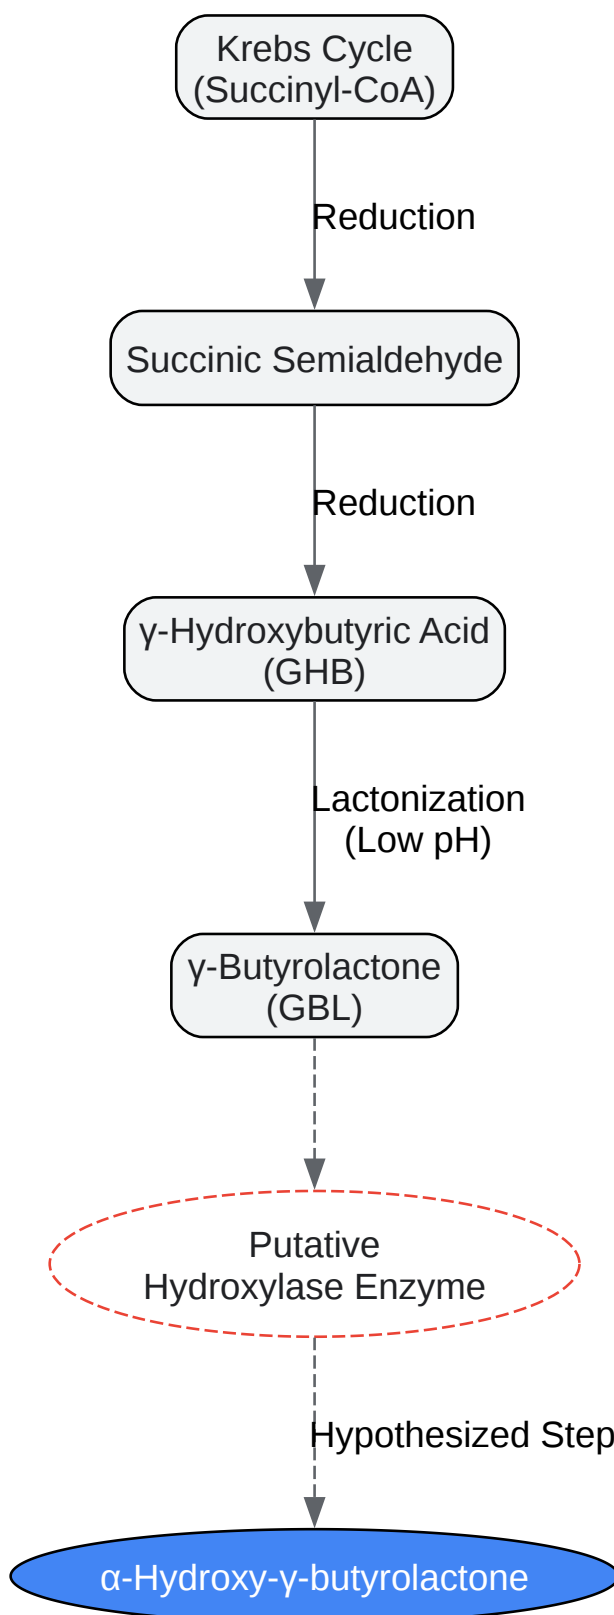 Krebs Cycle
(Succinyl-CoA)
Reduction
Succinic Semialdehyde
Reduction
γ-Hydroxybutyric Acid
(GHB)
Lactonization
(Low pH)
γ-Butyrolactone
(GBL)
Putative
Hydroxylase Enzyme
Hypothesized Step
α-Hydroxy-γ-butyrolactone